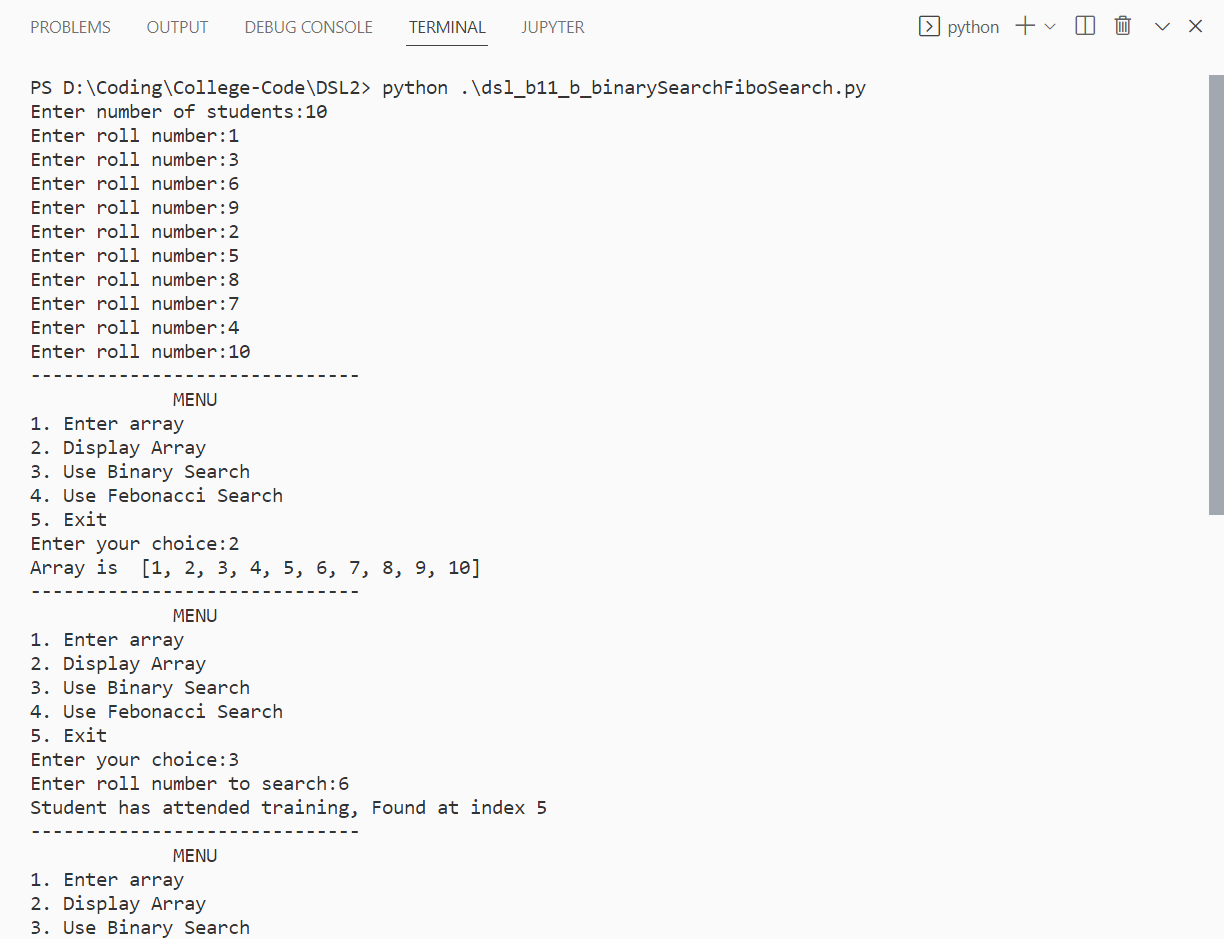 PROBLEMS OUTPUT DEBUG CONSOLE TERMINAL JUPYTER python
PS D:\Coding\College-Code\DSL2> python .\dsl_b11_b_binarySearchFiboSearch.py
Enter number of students:10
Enter roll number:1
Enter roll number:3
Enter roll number:6
Enter roll number:9
Enter roll number:2
Enter roll number:5
Enter roll number:8
Enter roll number:7
Enter roll number:4
Enter roll number:10
------------------------------
MENU
1. Enter array
2. Display Array
3. Use Binary Search
4. Use Febonacci Search
5. Exit
Enter your choice:2
Array is  [1, 2, 3, 4, 5, 6, 7, 8, 9, 10]
------------------------------
MENU
1. Enter array
2. Display Array
3. Use Binary Search
4. Use Febonacci Search
5. Exit
Enter your choice:3
Enter roll number to search:6
Student has attended training, Found at index 5
------------------------------
MENU
1. Enter array
2. Display Array
3. Use Binary Search